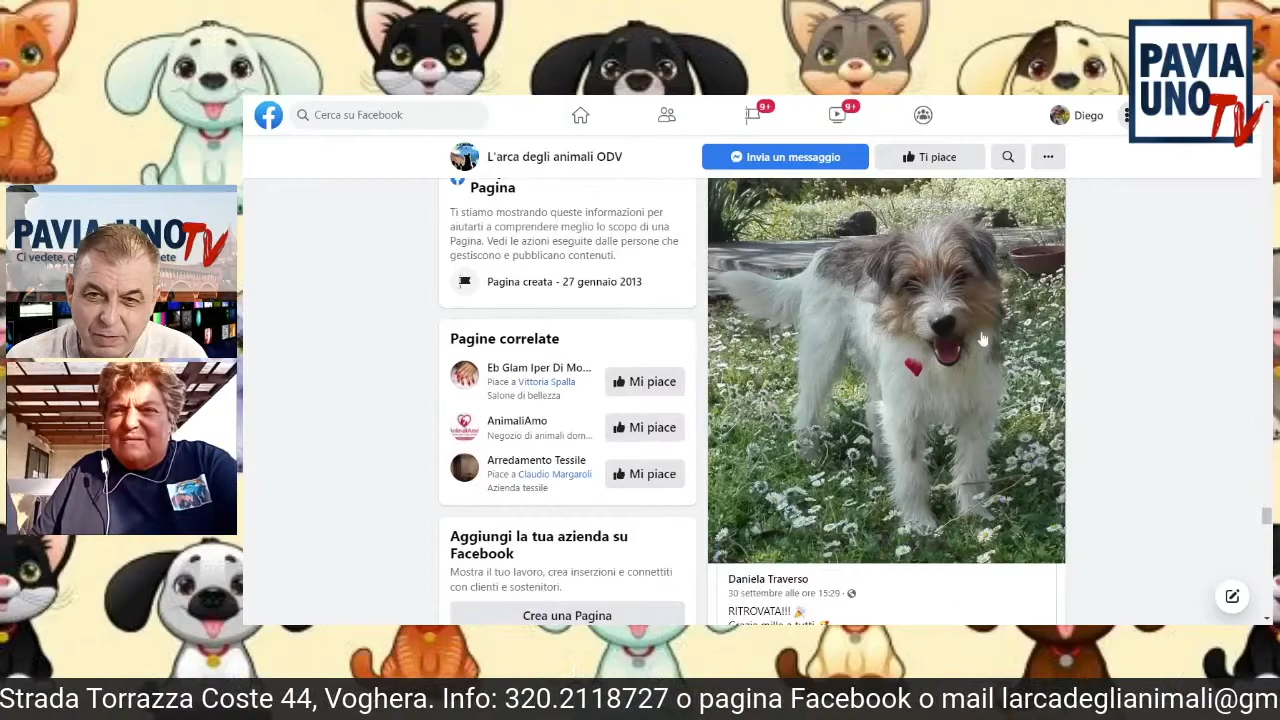 PAVIA
UNO TV
Cerca su Facebook
9+
9+
Diego
L'arca degli animali ODV
Invia un messaggio
Ti piace
Pagina
Ti stiamo mostrando queste informazioni per
aiutarti a comprendere meglio lo scopo di una
Pagina. Vedi le azioni eseguite dalle persone che
gestiscono e pubblicano contenuti.
Pagina creata - 27 gennaio 2013
Pagine correlate
Eb Glam Iper Di Mo...
Piace a Vittoria Spalla
Salone di bellezza
Mi piace
AnimaliAmo
Negozio di animali dom...
Mi piace
Arredamento Tessile
Piace a Claudio Margaroli
Azienda tessile
Mi piace
Aggiungi la tua azienda su
Facebook
Mostra il tuo lavoro, crea inserzioni e connettiti
con clienti e sostenitori.
Crea una Pagina
Daniela Traverso
30 settembre alle ore 15:29
RITROVATA!!!
Grazie mille a tutti
PAVIA UNO TV
Ci vedete, ci
Strada Torrazza Coste 44, Voghera. Info: 320.2118727 o pagina Facebook o mail larcadeglianimali@gm